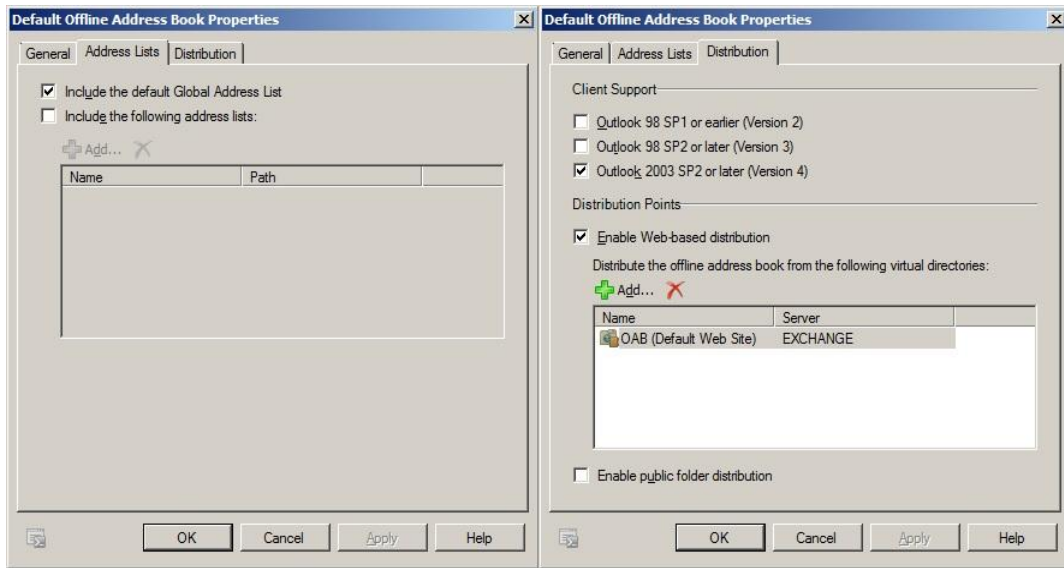 Default Offline Address Book Properties
General
Address Lists
Distribution
Include the default Global Address List
Include the following address lists:
Add...
Name Path
OK Cancel Apply Help
Default Offline Address Book Properties
General
Address Lists
Distribution
Client Support
Outlook 98 SP1 or earlier (Version 2)
Outlook 98 SP2 or later (Version 3)
Outlook 2003 SP2 or later (Version 4)
Distribution Points
Enable Web-based distribution
Distribute the offline address book from the following virtual directories:
Add...
Name Server
OAB (Default Web Site) EXCHANGE
Enable public folder distribution
OK Cancel Apply Help